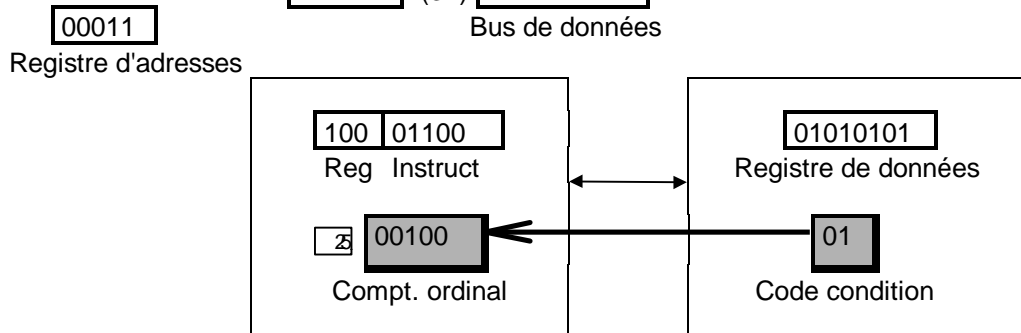 00011
Bus de données
Registre d'adresses
100 01100
01010101
Reg Instruct
Registre de données
25 00100
01
Compt. ordinal
Code condition